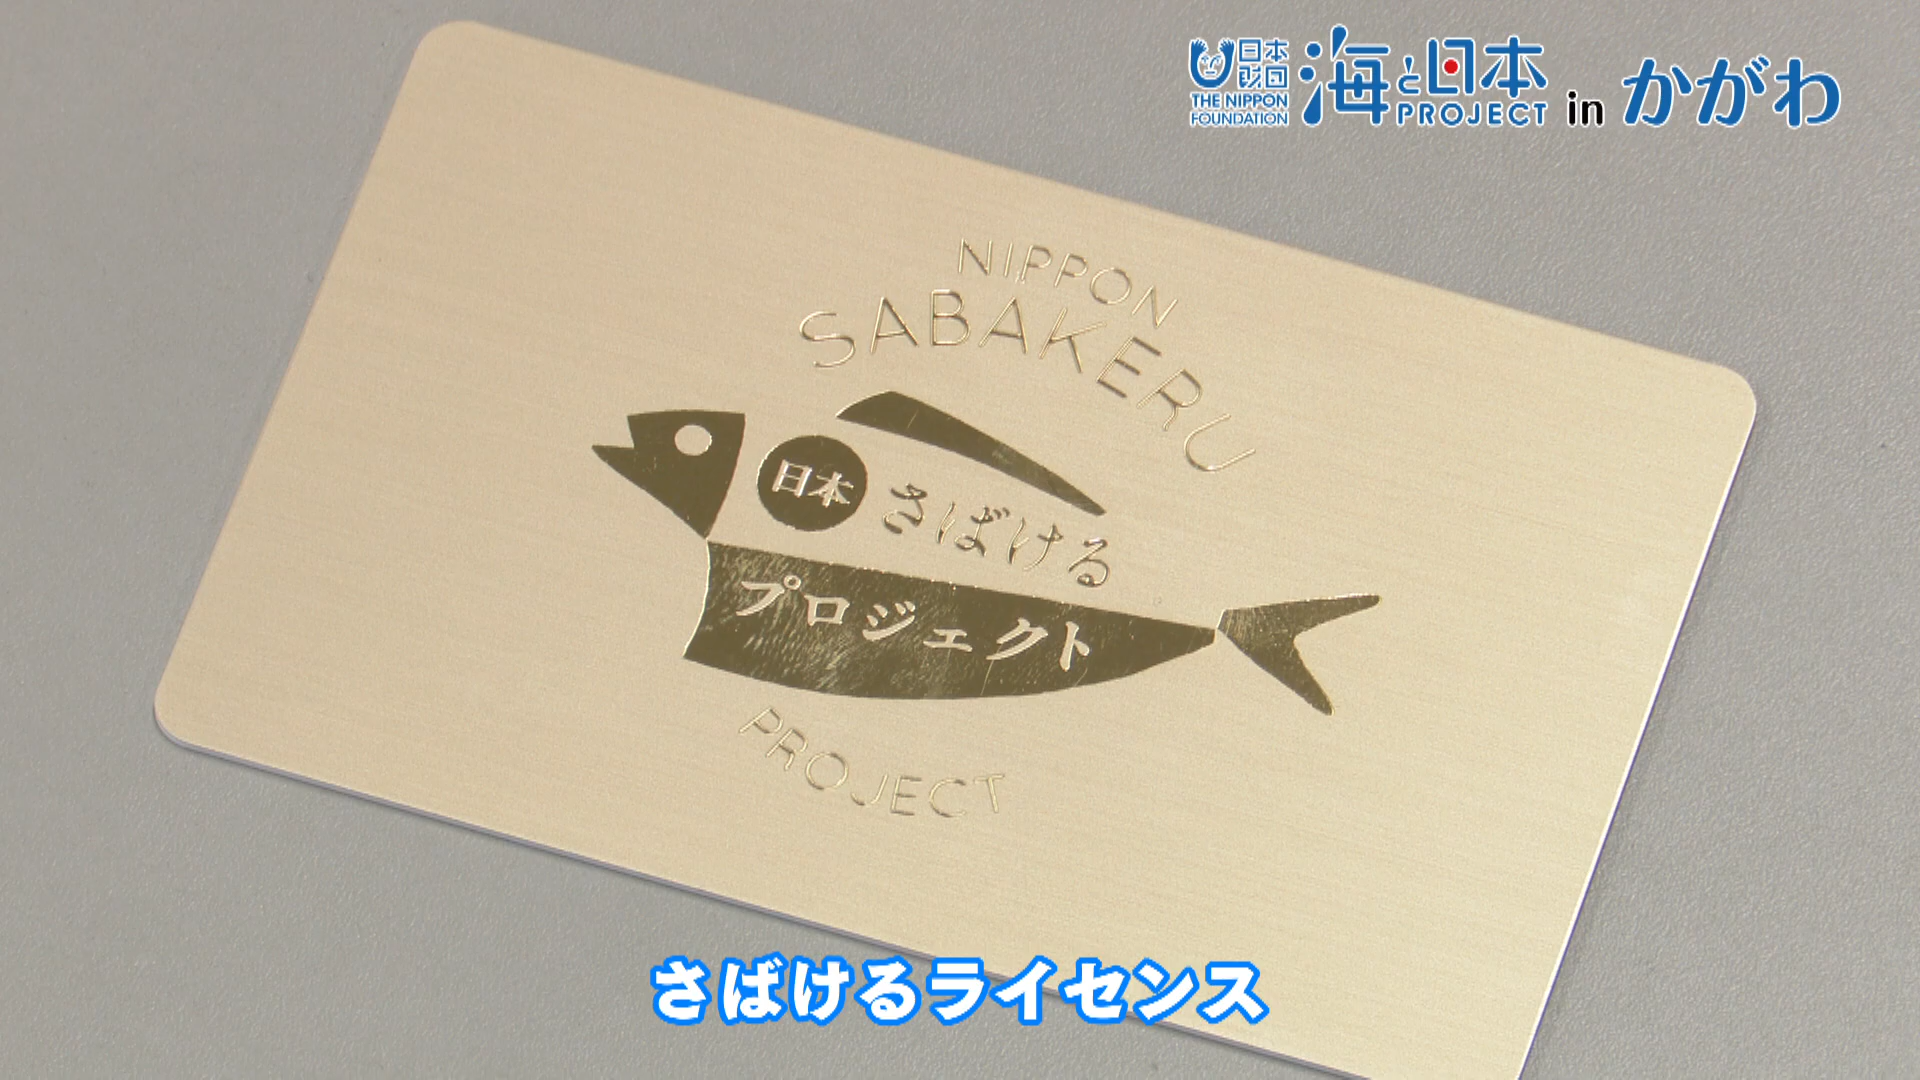 日本
財団
THE NIPPON
FOUNDATION
海と日本
PROJECT
in かがわ
NIPPON
SABAKERU
日本 さばける
プロジェクト
PROJECT
さばけるライセンス